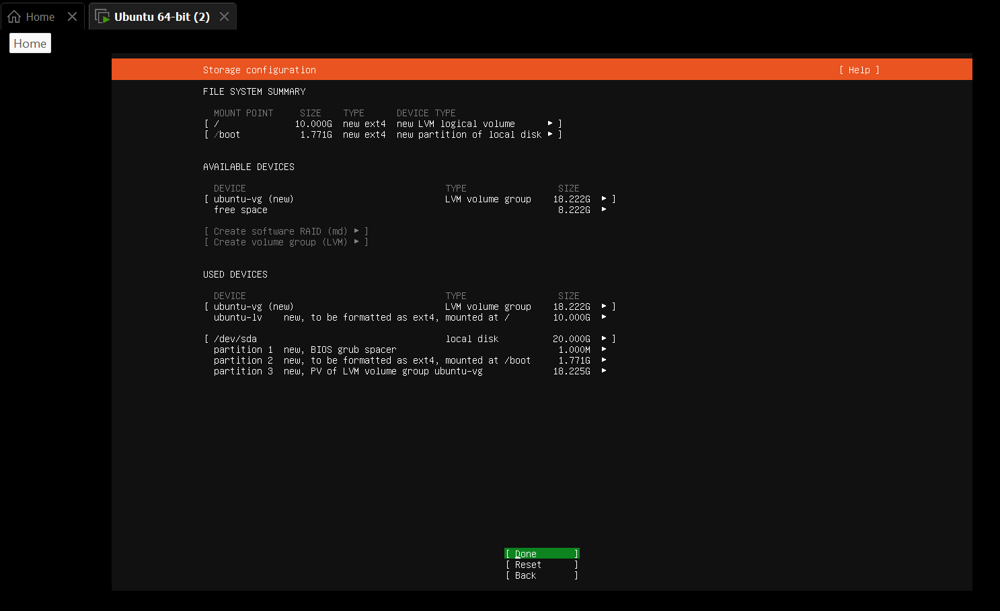 Home
Ubuntu 64-bit (2)
Home
Storage configuration [ Help ]
FILE SYSTEM SUMMARY
MOUNT POINT SIZE TYPE DEVICE TYPE
[ / 10.000G new ext4 new LVM logical volume ▸ ]
[ /boot 1.771G new ext4 new partition of local disk ▸ ]
AVAILABLE DEVICES
DEVICE TYPE SIZE
[ ubuntu-vg (new) LVM volume group 18.222G ▸ ]
free space 8.222G ▸
[ Create software RAID (md) ▸ ]
[ Create volume group (LVM) ▸ ]
USED DEVICES
DEVICE TYPE SIZE
[ ubuntu-vg (new) LVM volume group 18.222G ▸ ]
ubuntu-lv new, to be formatted as ext4, mounted at / 10.000G ▸
[ /dev/sda local disk 20.000G ▸ ]
partition 1 new, BIOS grub spacer 1.000M ▸
partition 2 new, to be formatted as ext4, mounted at /boot 1.771G ▸
partition 3 new, PV of LVM volume group ubuntu-vg 18.225G ▸
[ Done ]
[ Reset ]
[ Back ]